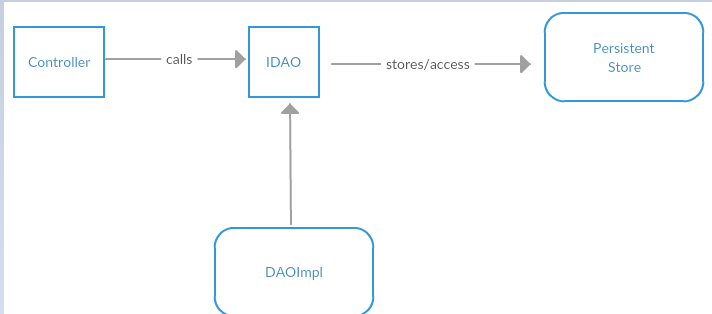 Controller
calls
IDAO
stores/access
Persistent
Store
DAOImpl